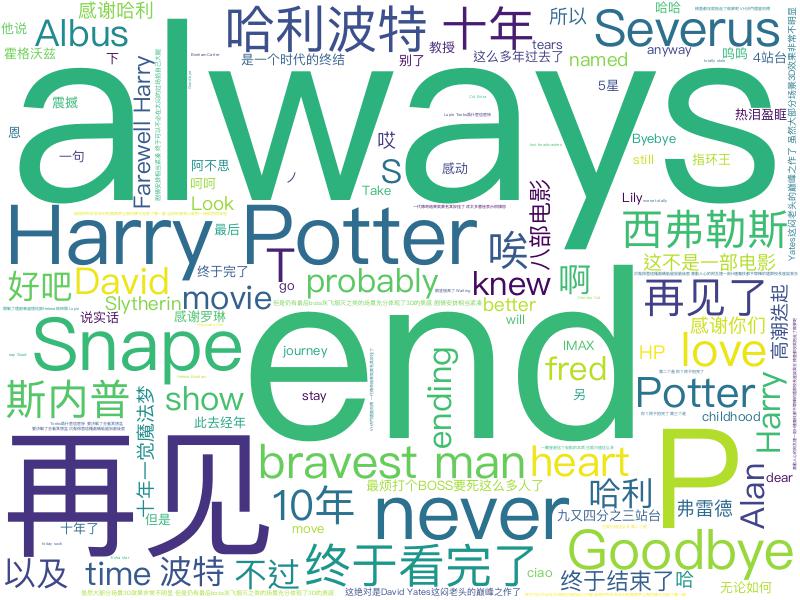 感谢哈利
他说
Albus
霍格沃兹
下
哈利波特
十年
所以
哈哈
Severus
是一个时代的终结
教授
别了
tears
这么多年过去了
named
anyway
呜呜
4站台
always
震撼
Farewell Harry
恩
一句
5星
热泪盈眶
哎
阿不思
S
感动
呵呵
Take
Look
Byebye
still
指环王
Lily
八部电影
西弗勒斯
Harry Potter
最后
T
唉
这不是一部电影
终于完了
go
好吧
David
Slytherin
movie
probably
knew
啊
better
will
再见了
高潮迭起
说实话
感谢罗琳
感谢你们
Snape
end
journey
IMAX
HP
love
fred
另
ending
stay
斯内普
show
此去经年
Potter
Harry
childhood
十年一觉魔法梦
再见
bravest man
heart
P
Alan
dear
最烦打个BOSS要死这么多人了
10年
move
never
哈利
弗雷德
九又四分之三站台
但是
十年了
Goodbye
以及
time
波特
不过
终于看完了
ciao
终于结束了
哈
无论如何
这绝对是David Yates这闷老头的巅峰之作了